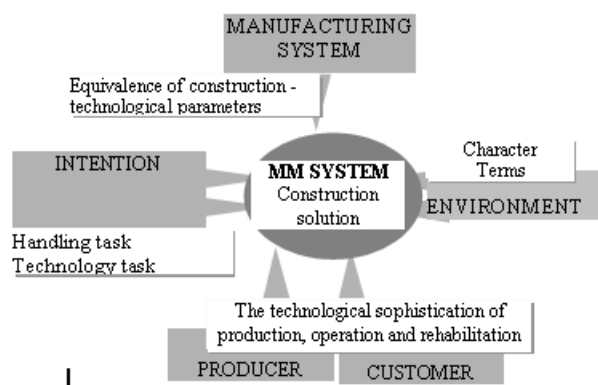 MANUFACTURING
SYSTEM
Equivalence of construction -
technological parameters
INTENTION
MM SYSTEM
Construction
solution
Character
Terms
ENVIRONMENT
Handling task
Technology task
The technological sophistication of
production, operation and rehabilitation
PRODUCER
CUSTOMER